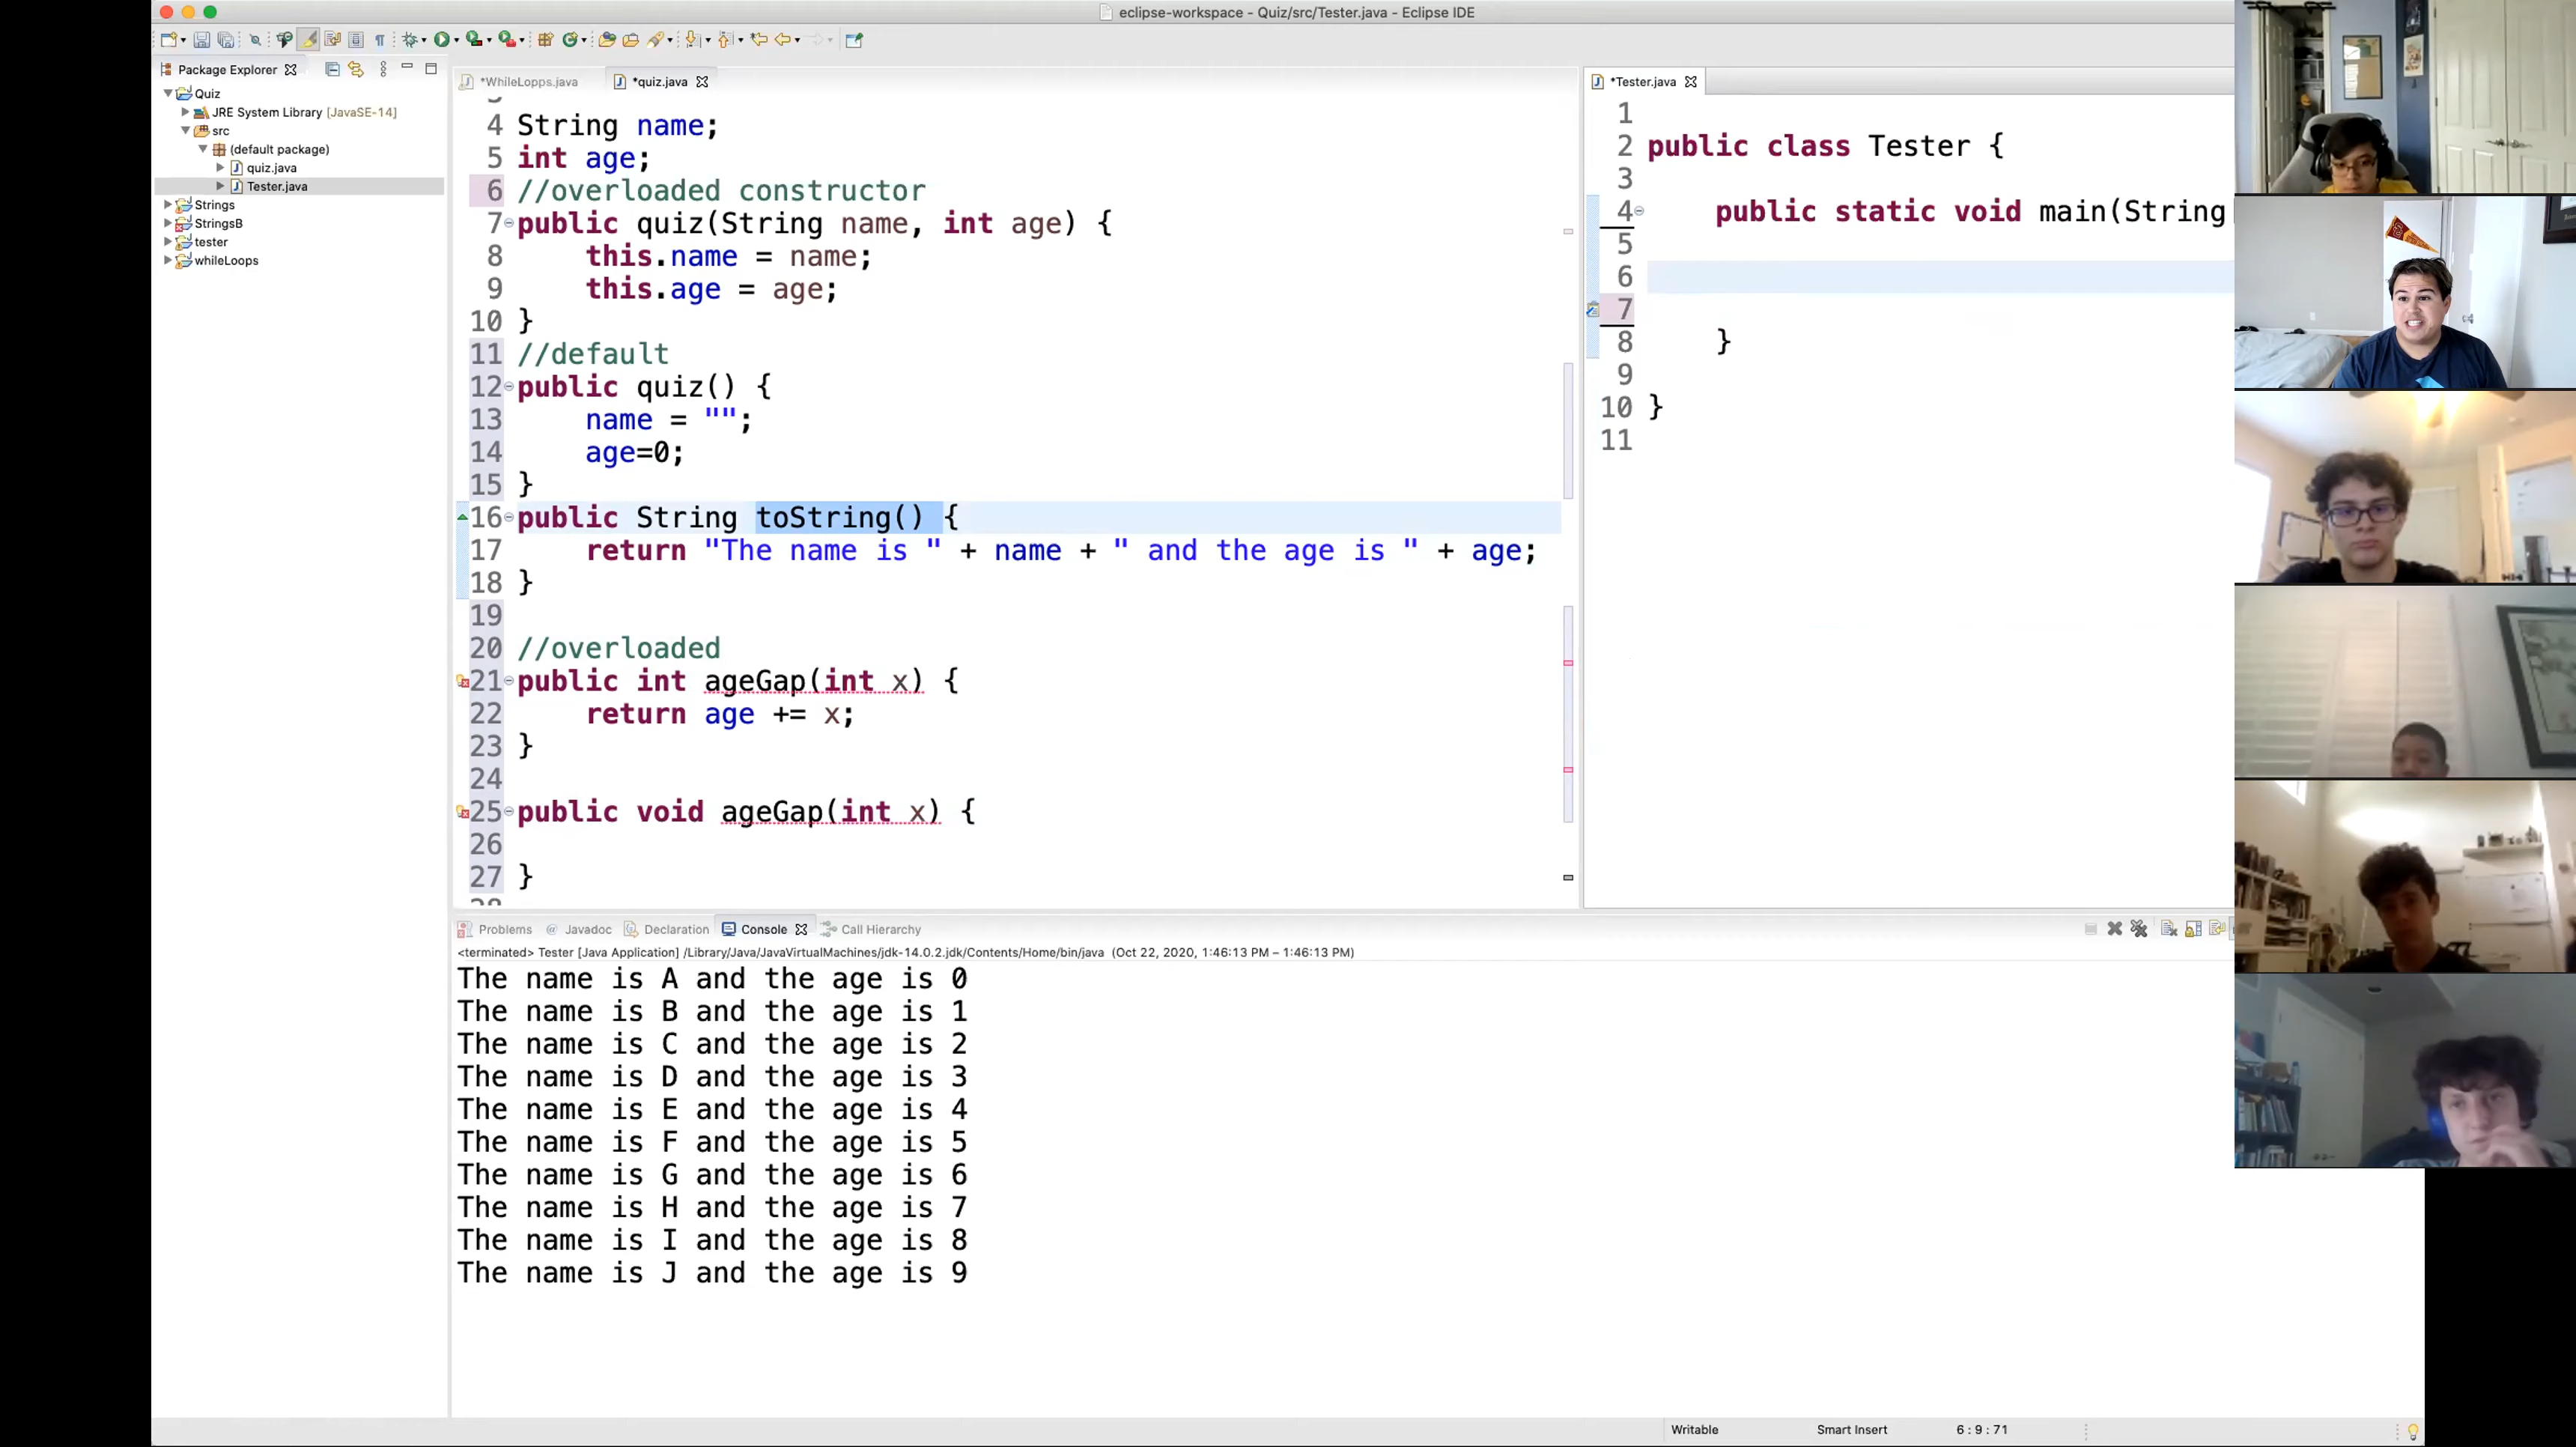 eclipse-workspace - Quiz/src/Tester.java - Eclipse IDE
Package Explorer
Quiz
JRE System Library [JavaSE-14]
src
(default package)
quiz.java
Tester.java
Strings
StringsB
tester
whileLoops
*WhileLopps.java
*quiz.java
4 String name;
5 int age;
6 //overloaded constructor
7 public quiz(String name, int age) {
8 this.name = name;
9 this.age = age;
10 }
11 //default
12 public quiz() {
13 name = "";
14 age=0;
15 }
16 public String toString() {
17 return "The name is " + name + " and the age is " + age;
18 }
19
20 //overloaded
21 public int ageGap(int x) {
22 return age += x;
23 }
24
25 public void ageGap(int x) {
26
27 }
*Tester.java
1
2 public class Tester {
3
4 public static void main(String
5
6
7
8 }
9
10 }
11
Problems @ Javadoc Declaration Console Call Hierarchy
<terminated> Tester [Java Application] /Library/Java/JavaVirtualMachines/jdk-14.0.2.jdk/Contents/Home/bin/java (Oct 22, 2020, 1:46:13 PM – 1:46:13 PM)
The name is A and the age is 0
The name is B and the age is 1
The name is C and the age is 2
The name is D and the age is 3
The name is E and the age is 4
The name is F and the age is 5
The name is G and the age is 6
The name is H and the age is 7
The name is I and the age is 8
The name is J and the age is 9
Writable Smart Insert 6 : 9 : 71